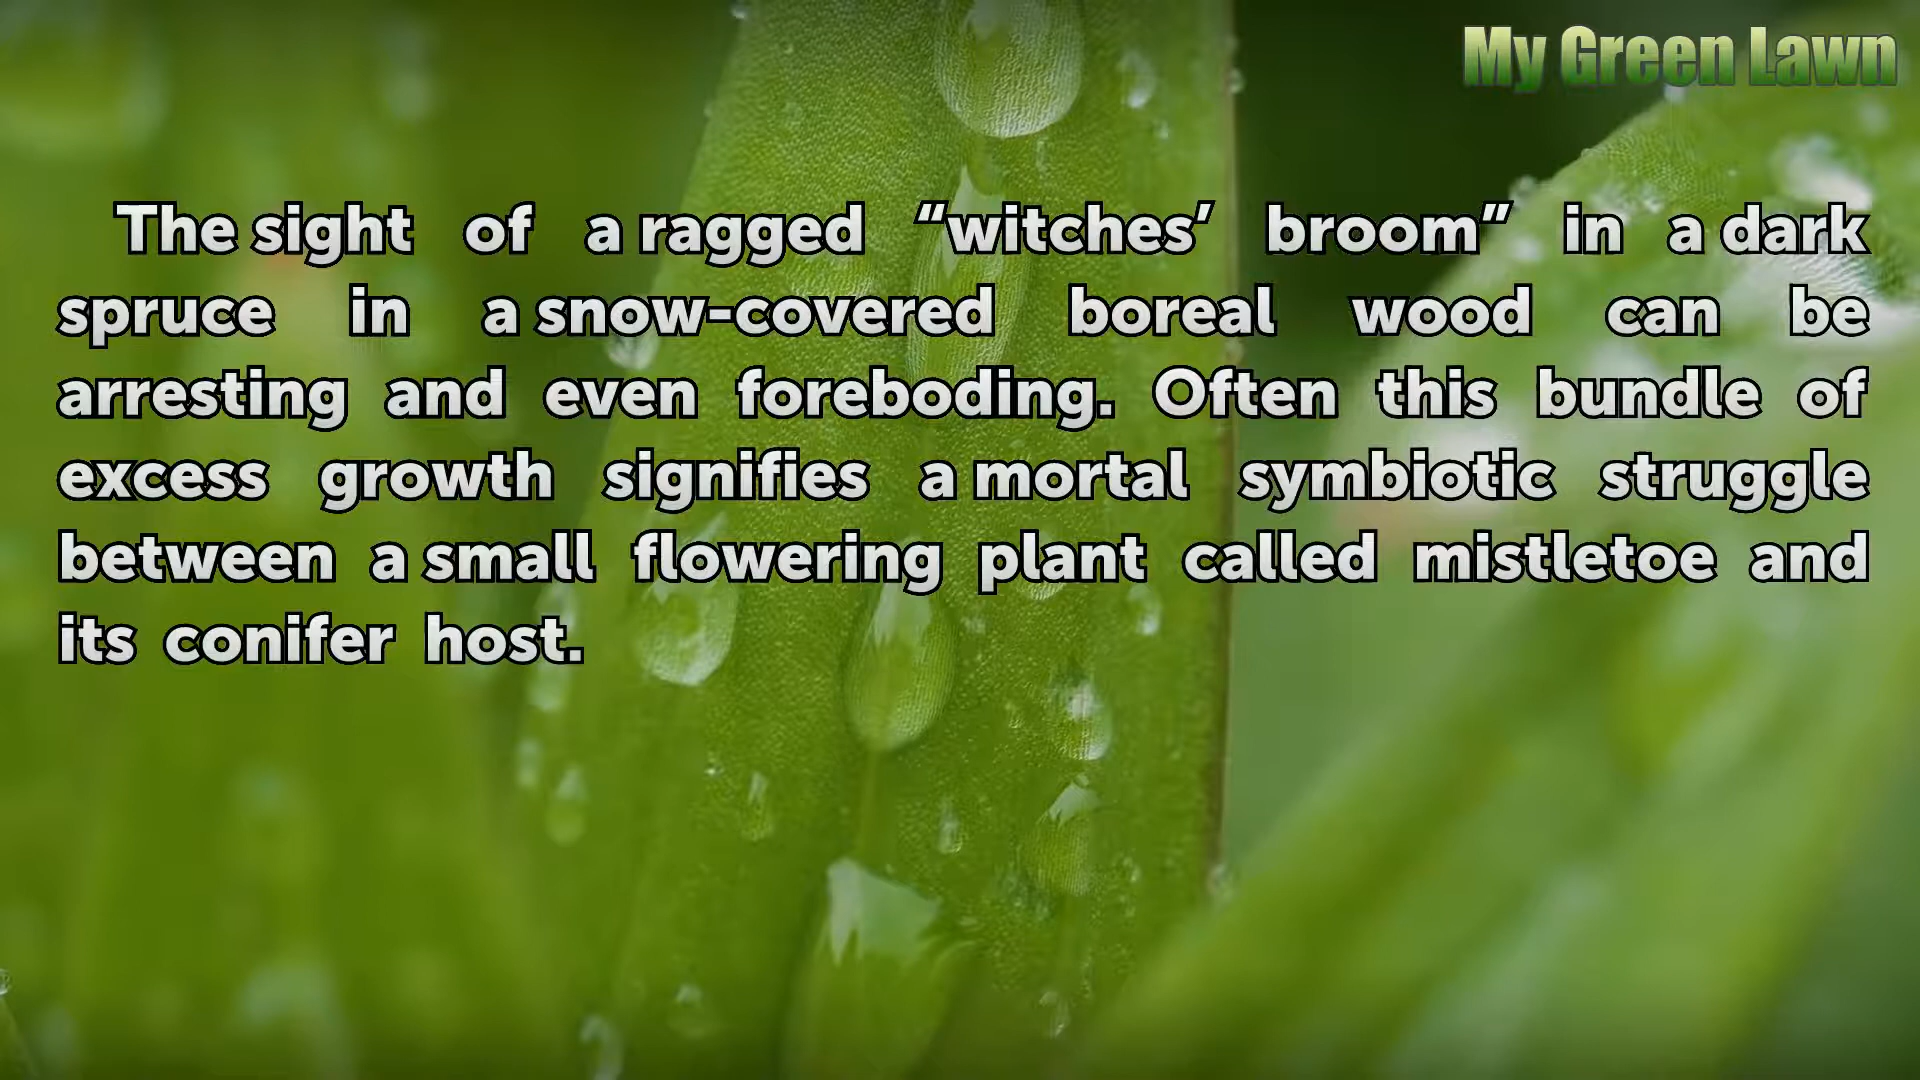 My Green Lawn
The sight of a ragged “witches’ broom” in a dark
spruce in a snow-covered boreal wood can be
arresting and even foreboding. Often this bundle of
excess growth signifies a mortal symbiotic struggle
between a small flowering plant called mistletoe and
its conifer host.